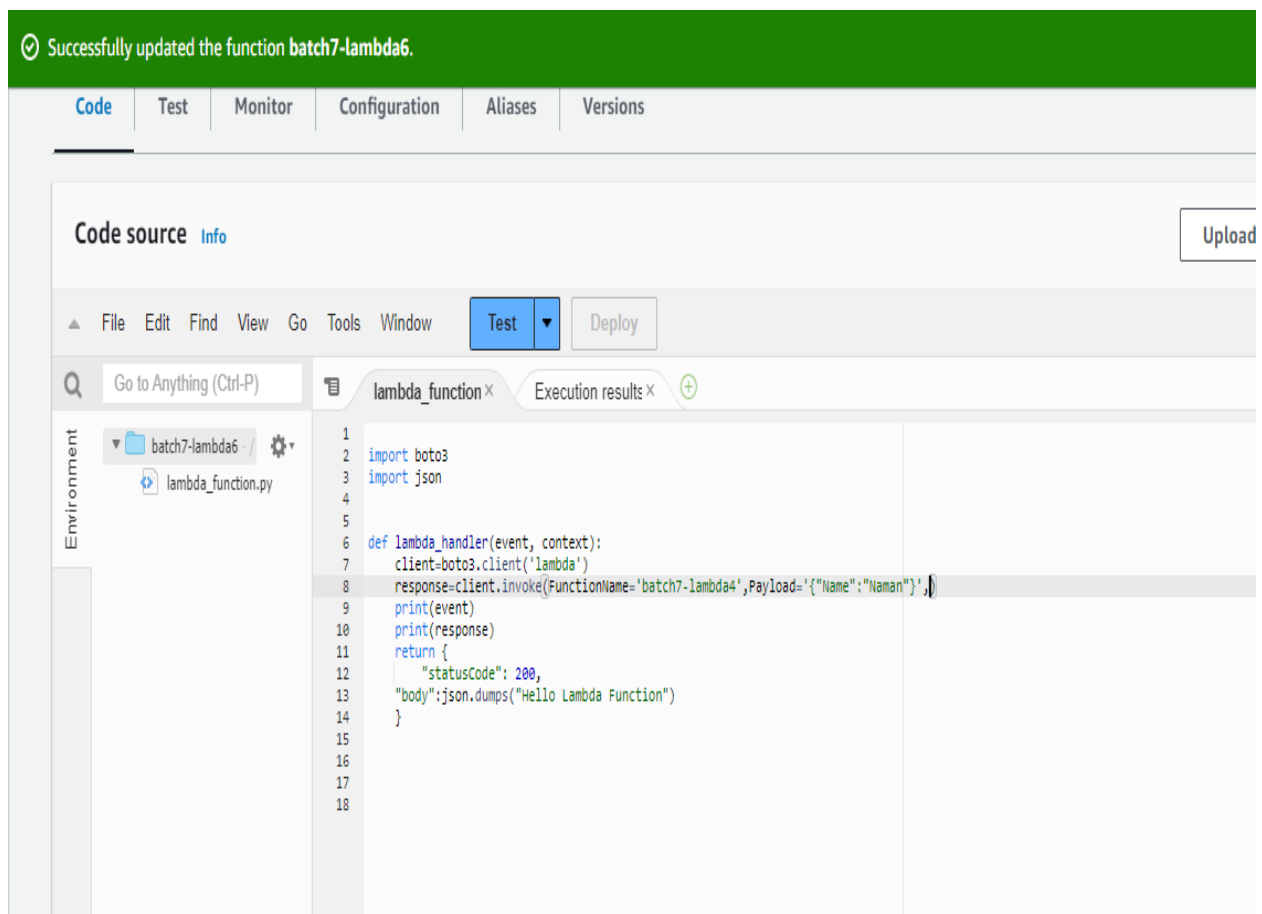 Successfully updated the function batch7-lambda6.
Code Test Monitor Configuration Aliases Versions
Code source Info
Upload
File Edit Find View Go Tools Window Test Deploy
Go to Anything (Ctrl-P)
lambda_function Execution results
Environment
batch7-lambda6 - /
lambda_function.py
1
2 import boto3
3 import json
4
5
6 def lambda_handler(event, context):
7 client=boto3.client('lambda')
8 response=client.invoke(FunctionName='batch7-lambda4',Payload='{"Name":"Naman"}',)
9 print(event)
10 print(response)
11 return {
12 "statusCode": 200,
13 "body":json.dumps("Hello Lambda Function")
14 }
15
16
17
18